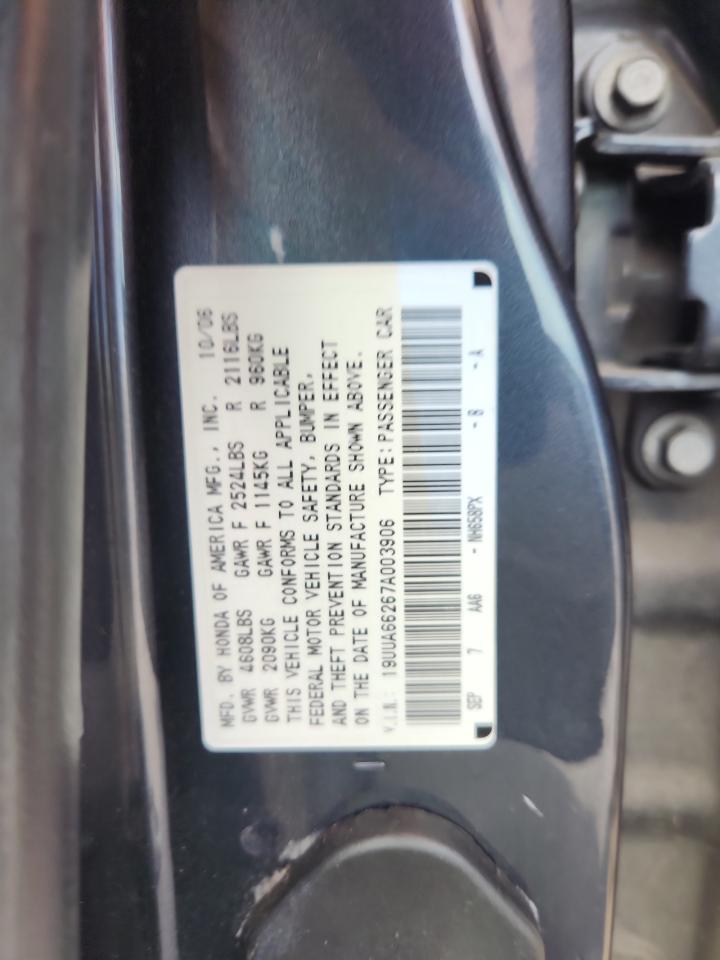 MFD. BY HONDA OF AMERICA MFG., INC. 10/06
GVWR 4608LBS GAWR F 2524LBS R 2116LBS
GVWR 2090KG GAWR F 1145KG R 960KG
THIS VEHICLE CONFORMS TO ALL APPLICABLE
FEDERAL MOTOR VEHICLE SAFETY, BUMPER,
AND THEFT PREVENTION STANDARDS IN EFFECT
ON THE DATE OF MANUFACTURE SHOWN ABOVE.
V.I.N.: 19UUA66267A003906 TYPE: PASSENGER CAR
SEP 7 AA6 - NH658PX - B - A